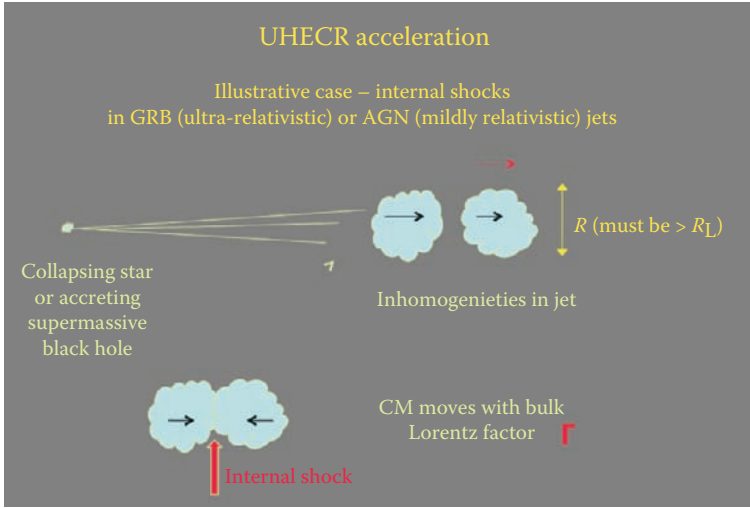 UHECR acceleration
Illustrative case – internal shocks
in GRB (ultra-relativistic) or AGN (mildly relativistic) jets
R (must be > RL)
Collapsing star
or accreting
supermassive
black hole
Inhomogenieties in jet
CM moves with bulk
Lorentz factor Γ
Internal shock